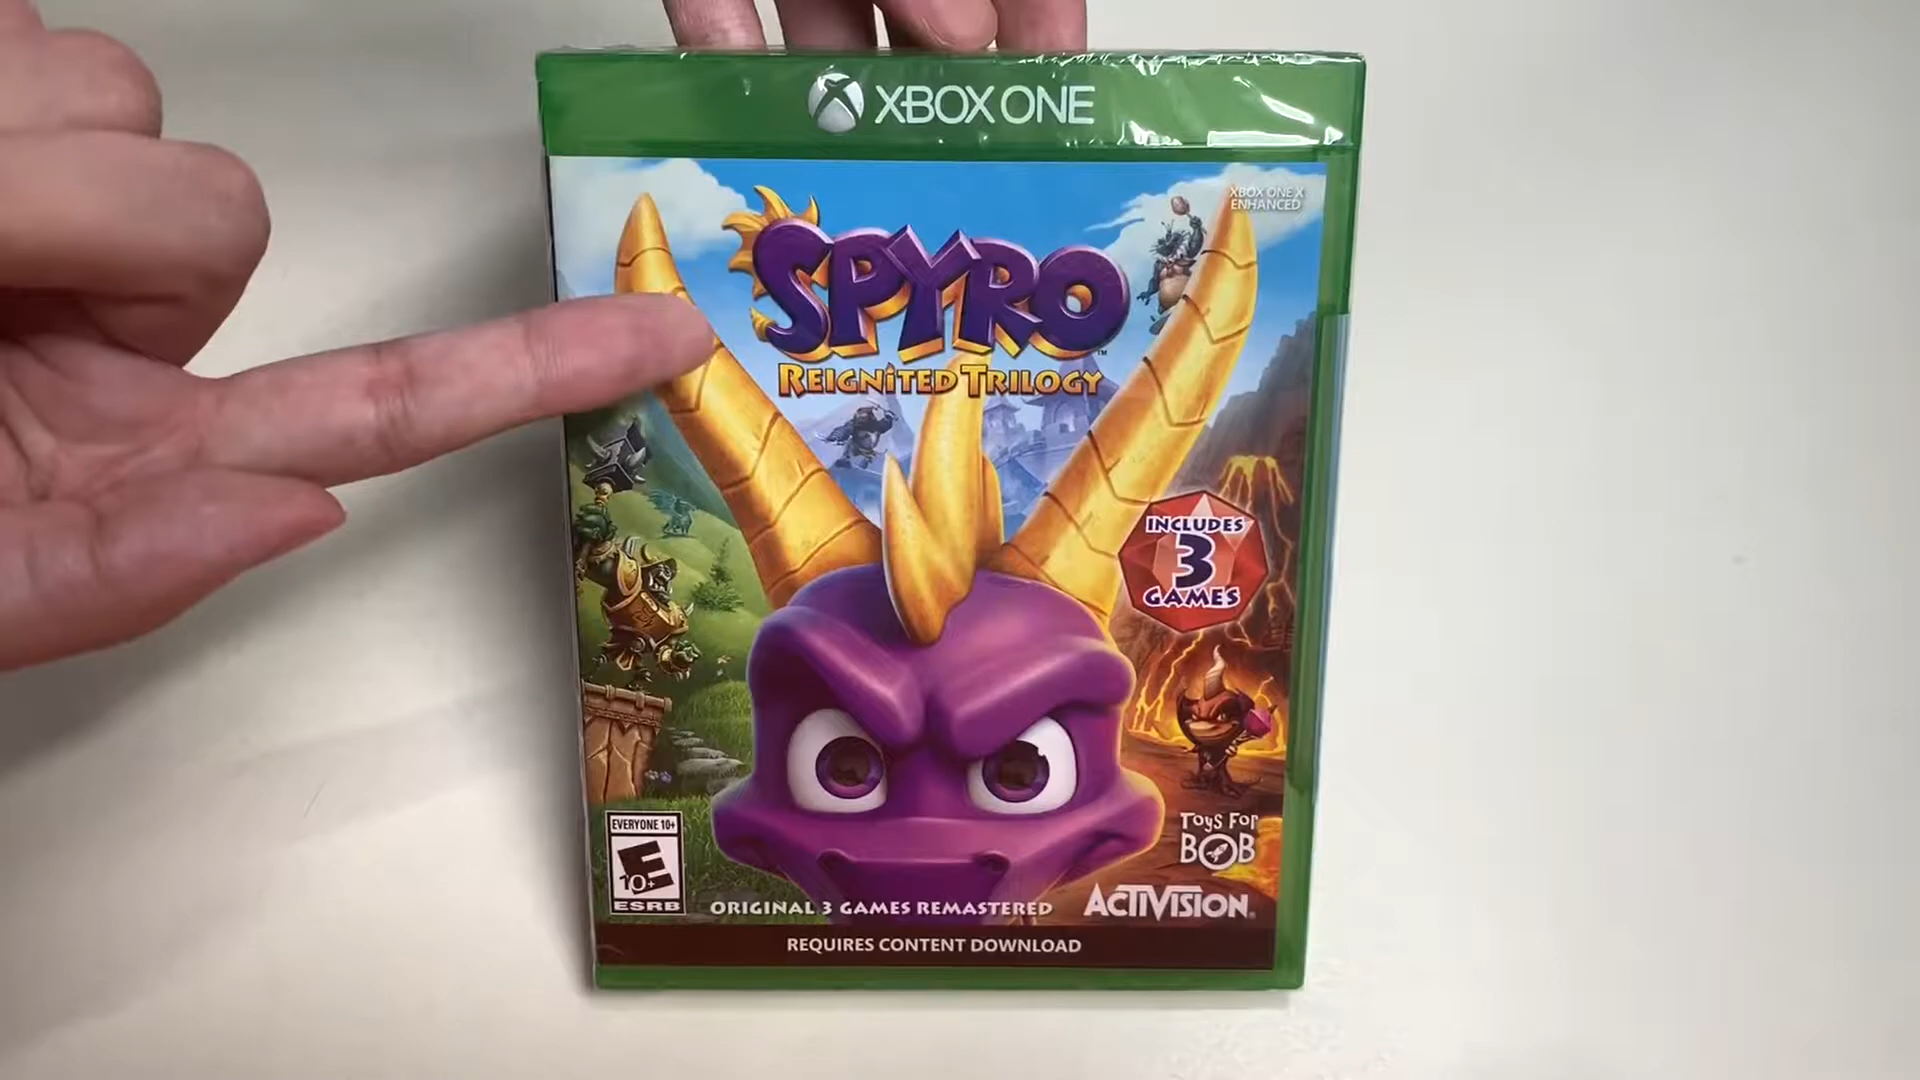 XBOX ONE
XBOX ONE X
ENHANCED
SPYRO
™
REIGNITED TRILOGY
INCLUDES
3
GAMES
EVERYONE 10+
E
10+
ESRB
TOYS FOR
BOB
ORIGINAL 3 GAMES REMASTERED
ACTIVISION
REQUIRES CONTENT DOWNLOAD